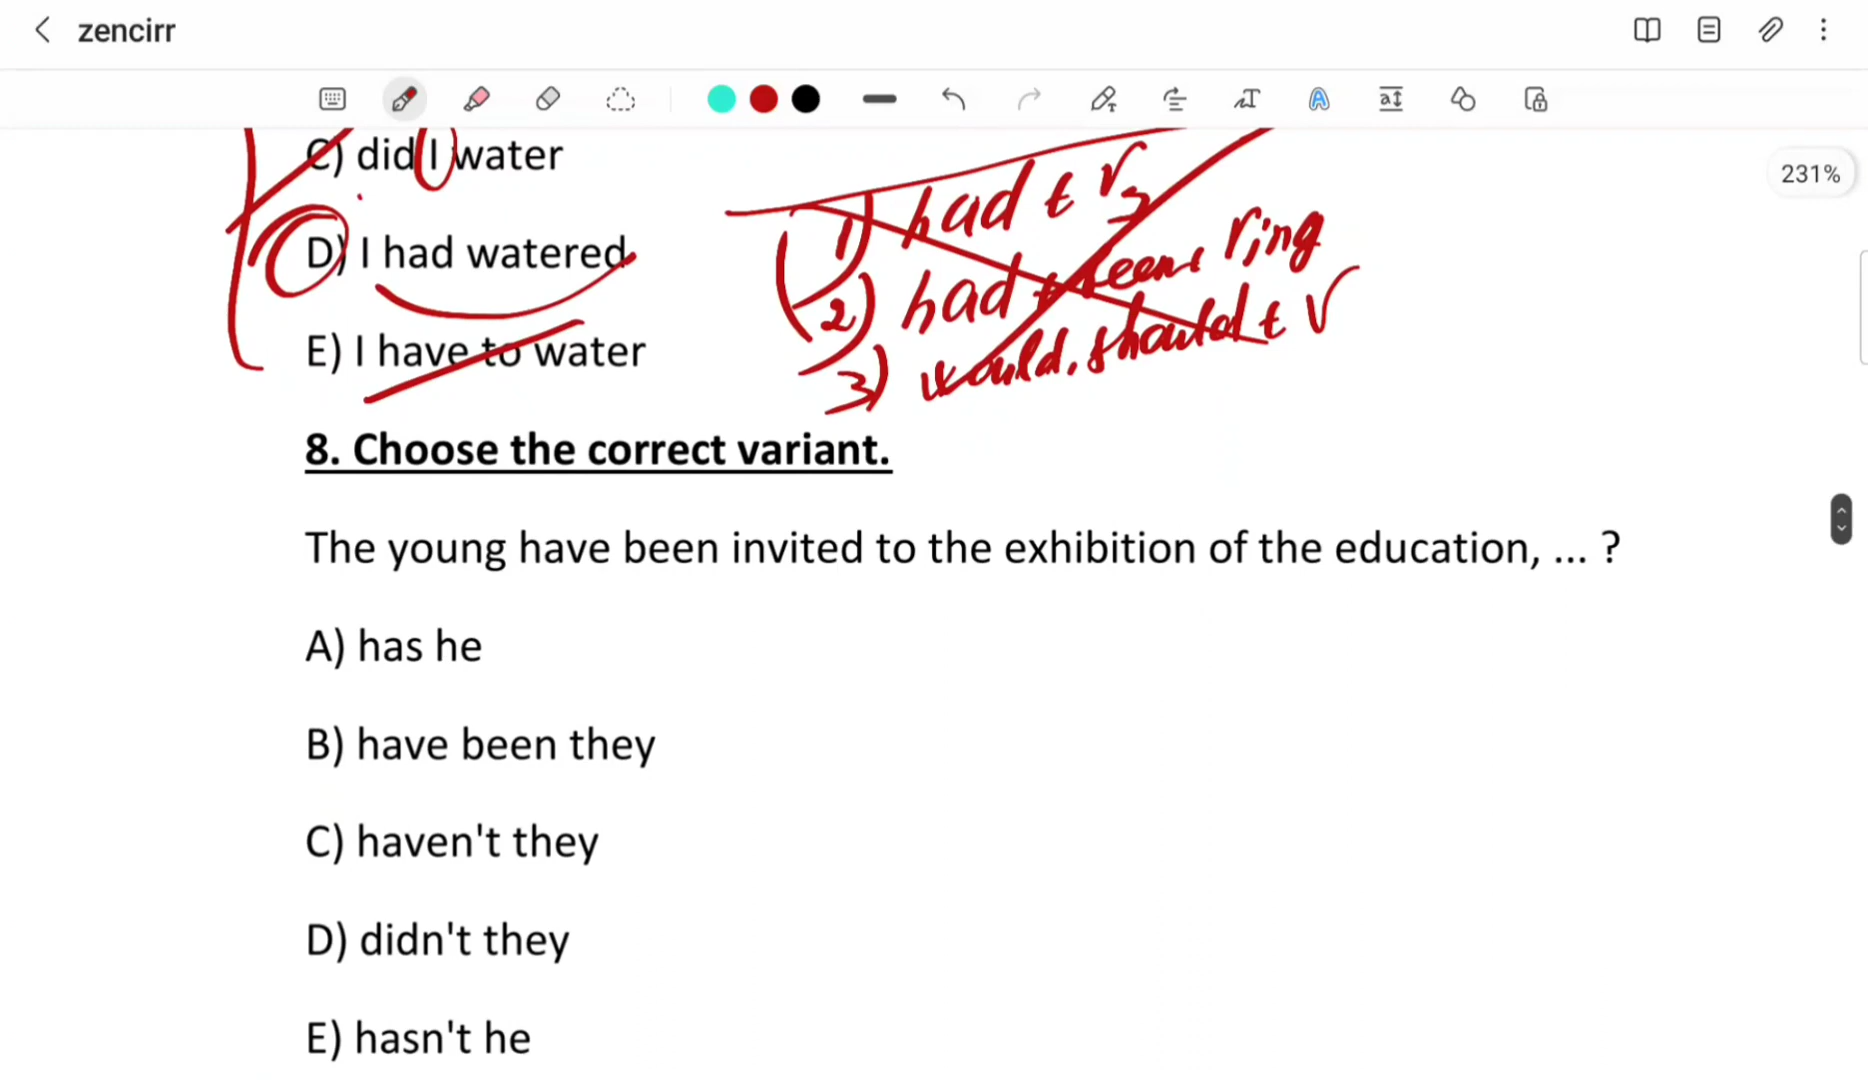 zencirr
231%
C) did I water
D) I had watered
E) I have to water
1) had + V3
2) had been + Ving
3) would, should + V
8. Choose the correct variant.
The young have been invited to the exhibition of the education, ... ?
A) has he
B) have been they
C) haven't they
D) didn't they
E) hasn't he